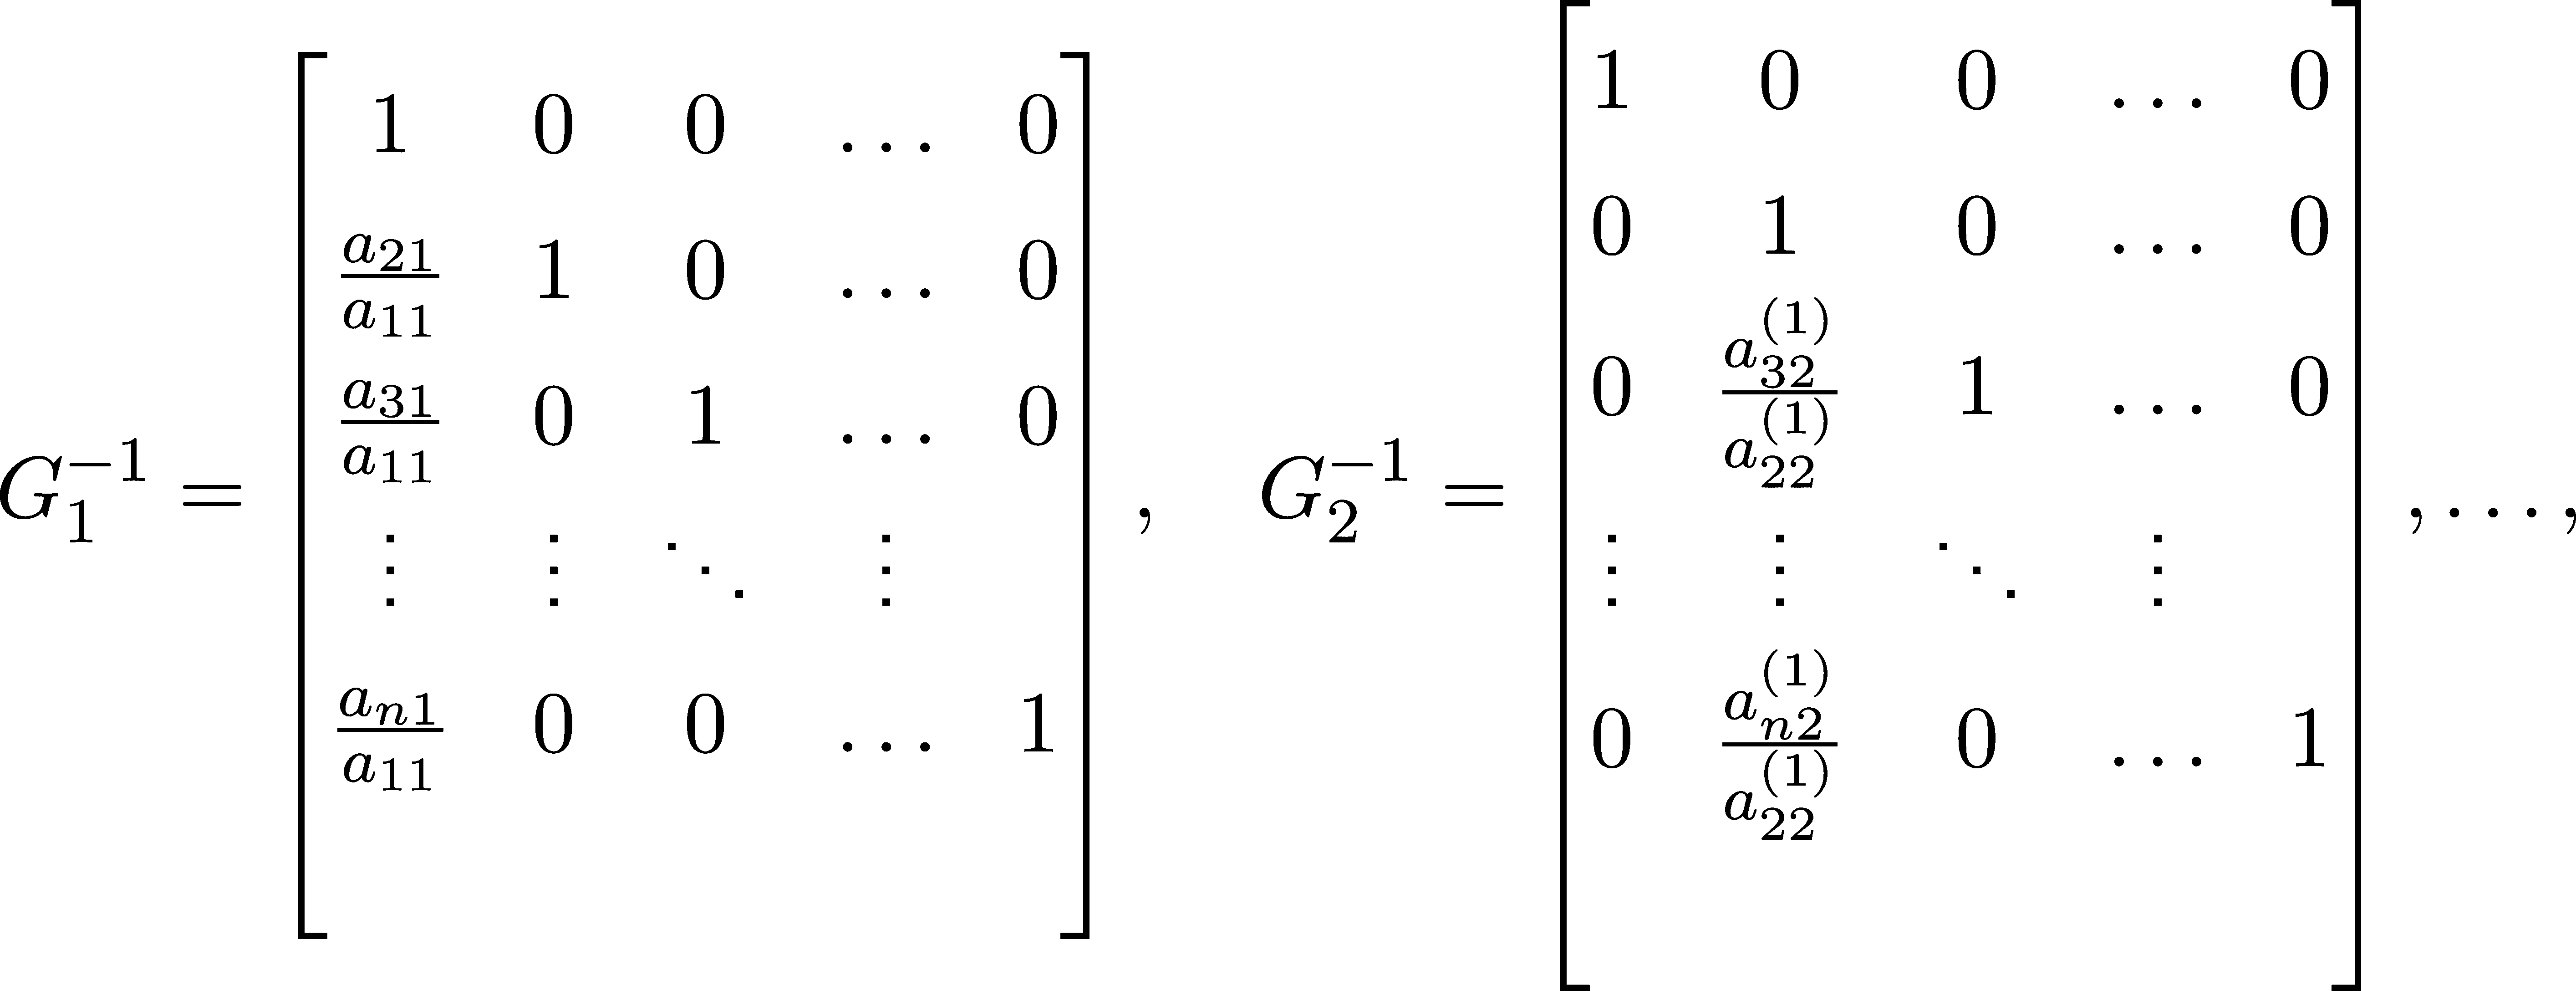 $G_1^{-1} = \begin{bmatrix} 1 & 0 & 0 & \dots & 0 \\ \frac{a_{21}}{a_{11}} & 1 & 0 & \dots & 0 \\ \frac{a_{31}}{a_{11}} & 0 & 1 & \dots & 0 \\ \vdots & \vdots & \ddots & \vdots & \\ \frac{a_{n1}}{a_{11}} & 0 & 0 & \dots & 1 \\ \end{bmatrix}, \quad G_2^{-1} = \begin{bmatrix} 1 & 0 & 0 & \dots & 0 \\ 0 & 1 & 0 & \dots & 0 \\ 0 & \frac{a_{32}^{(1)}}{a_{22}^{(1)}} & 1 & \dots & 0 \\ \vdots & \vdots & \ddots & \vdots & \\ 0 & \frac{a_{n2}^{(1)}}{a_{22}^{(1)}} & 0 & \dots & 1 \\ \end{bmatrix}, \dots,$